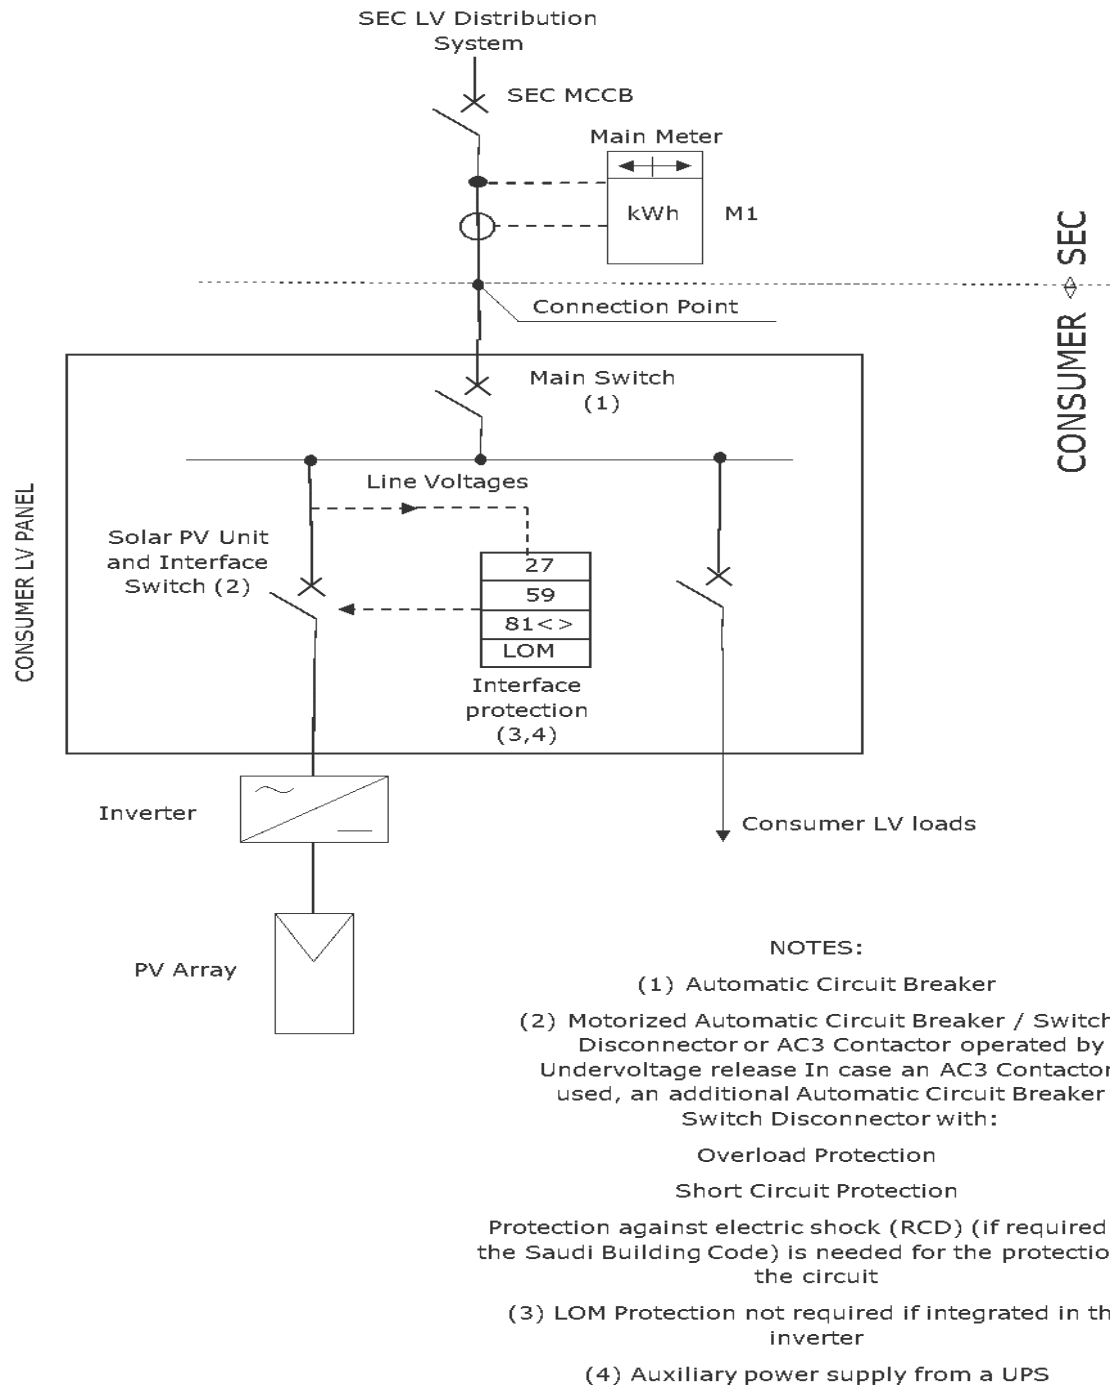 SEC LV Distribution
System
SEC MCCB
Main Meter
kWh
M1
SEC
CONSUMER
Connection Point
Main Switch
(1)
Line Voltages
CONSUMER LV PANEL
Solar PV Unit
and Interface
Switch (2)
27
59
81<>
LOM
Interface
protection
(3,4)
Inverter
Consumer LV loads
PV Array
NOTES:
(1) Automatic Circuit Breaker
(2) Motorized Automatic Circuit Breaker / Switch
Disconnector or AC3 Contactor operated by
Undervoltage release In case an AC3 Contactor
used, an additional Automatic Circuit Breaker
Switch Disconnector with:
Overload Protection
Short Circuit Protection
Protection against electric shock (RCD) (if required
the Saudi Building Code) is needed for the protectio
the circuit
(3) LOM Protection not required if integrated in th
inverter
(4) Auxiliary power supply from a UPS